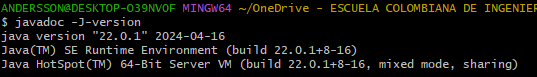 ANDERSSON@DESKTOP-O39NVOF MINGW64 ~/OneDrive - ESCUELA COLOMBIANA DE INGENIER
$ javadoc -J-version
java version "22.0.1" 2024-04-16
Java(TM) SE Runtime Environment (build 22.0.1+8-16)
Java HotSpot(TM) 64-Bit Server VM (build 22.0.1+8-16, mixed mode, sharing)